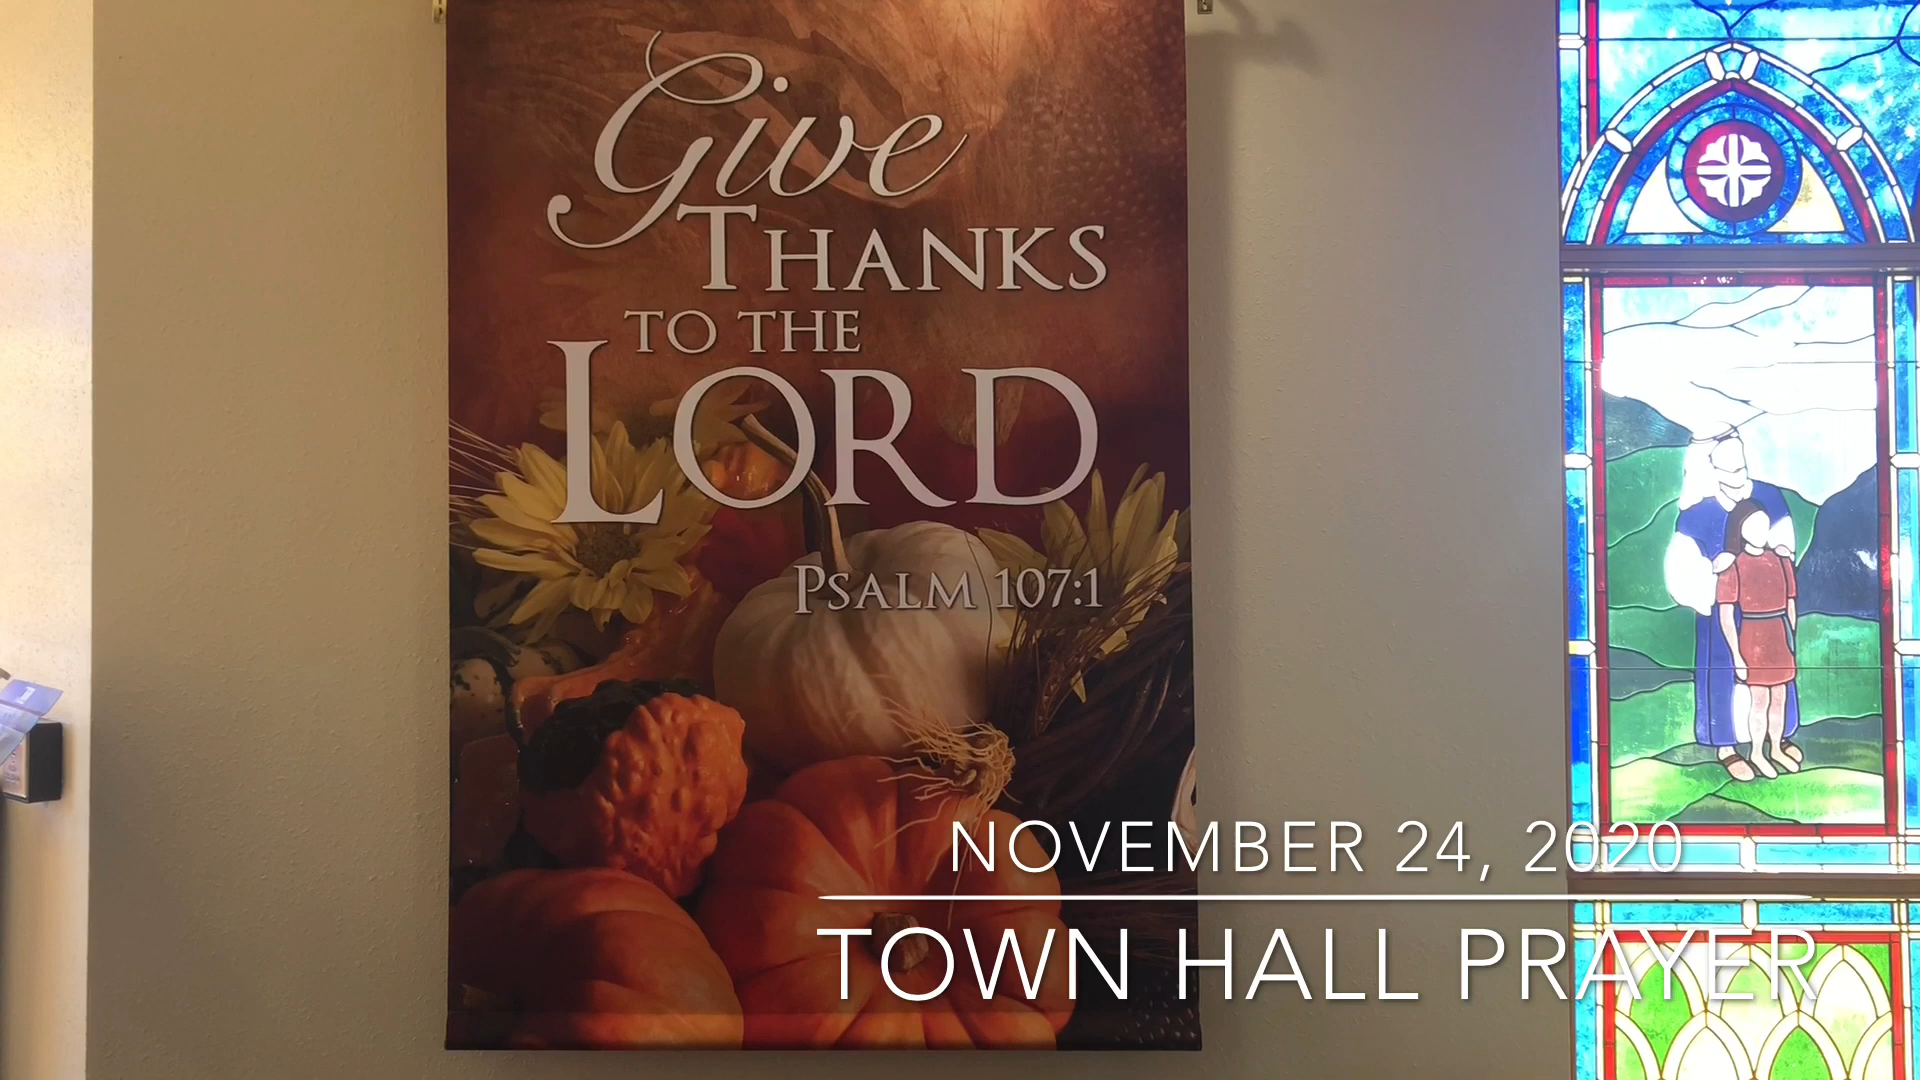 Give
THANKS
TO THE
LORD
PSALM 107:1
NOVEMBER 24, 2020
TOWN HALL PRAYER